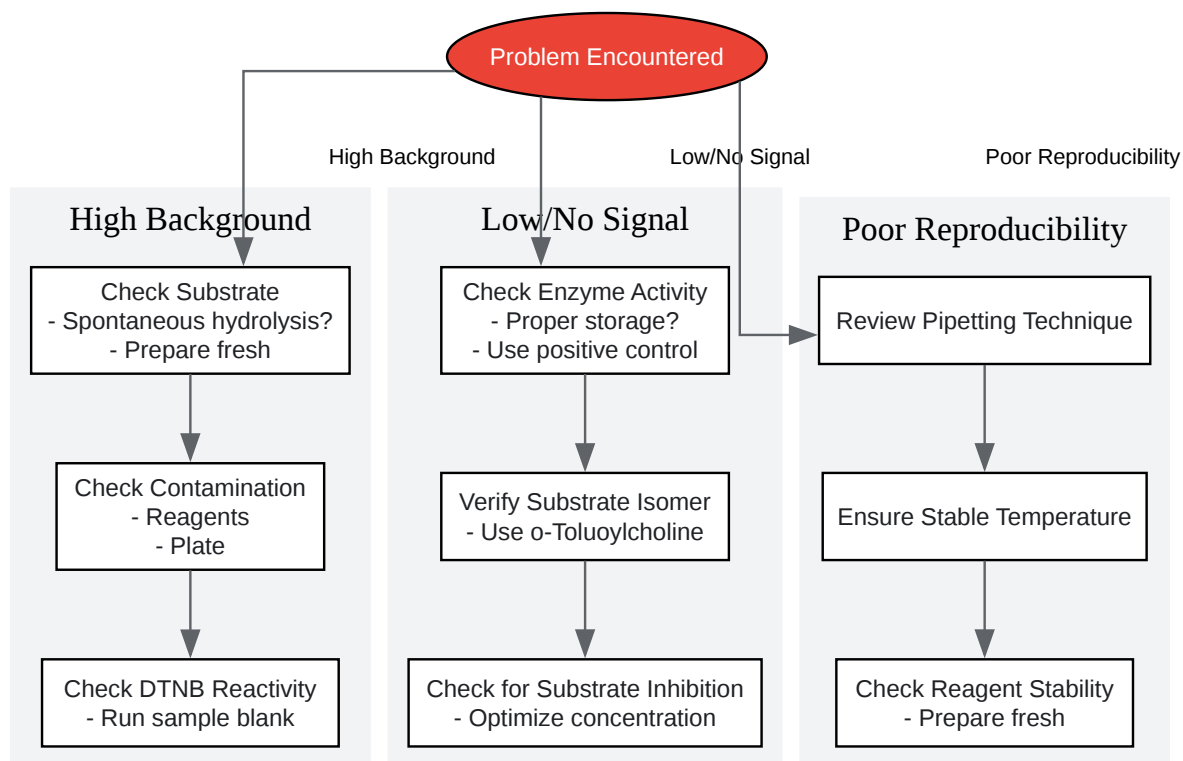 Problem Encountered
High Background
Low/No Signal
Poor Reproducibility
High Background
Check Substrate
- Spontaneous hydrolysis?
- Prepare fresh
Check Contamination
- Reagents
- Plate
Check DTNB Reactivity
- Run sample blank
Low/No Signal
Check Enzyme Activity
- Proper storage?
- Use positive control
Verify Substrate Isomer
- Use o-Toluoylcholine
Check for Substrate Inhibition
- Optimize concentration
Poor Reproducibility
Review Pipetting Technique
Ensure Stable Temperature
Check Reagent Stability
- Prepare fresh